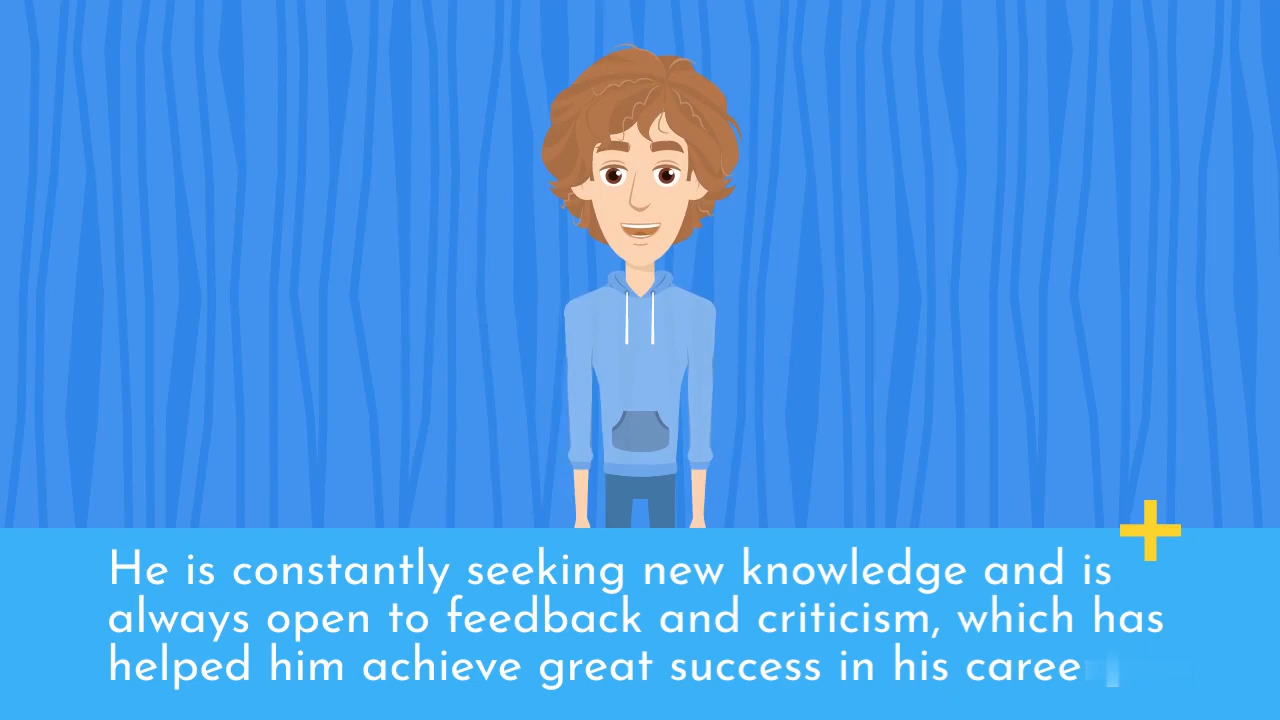 He is constantly seeking new knowledge and is
always open to feedback and criticism, which has
helped him achieve great success in his caree